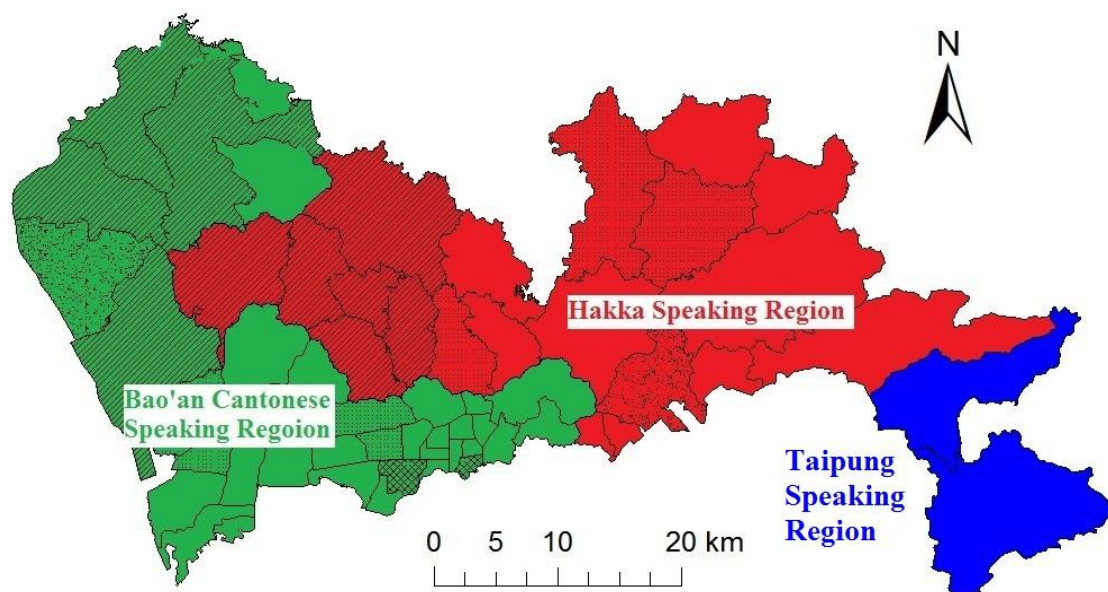 N
Hakka Speaking Region
Bao'an Cantonese
Speaking Regoion
Taipung
Speaking
Region
0 5 10 20 km